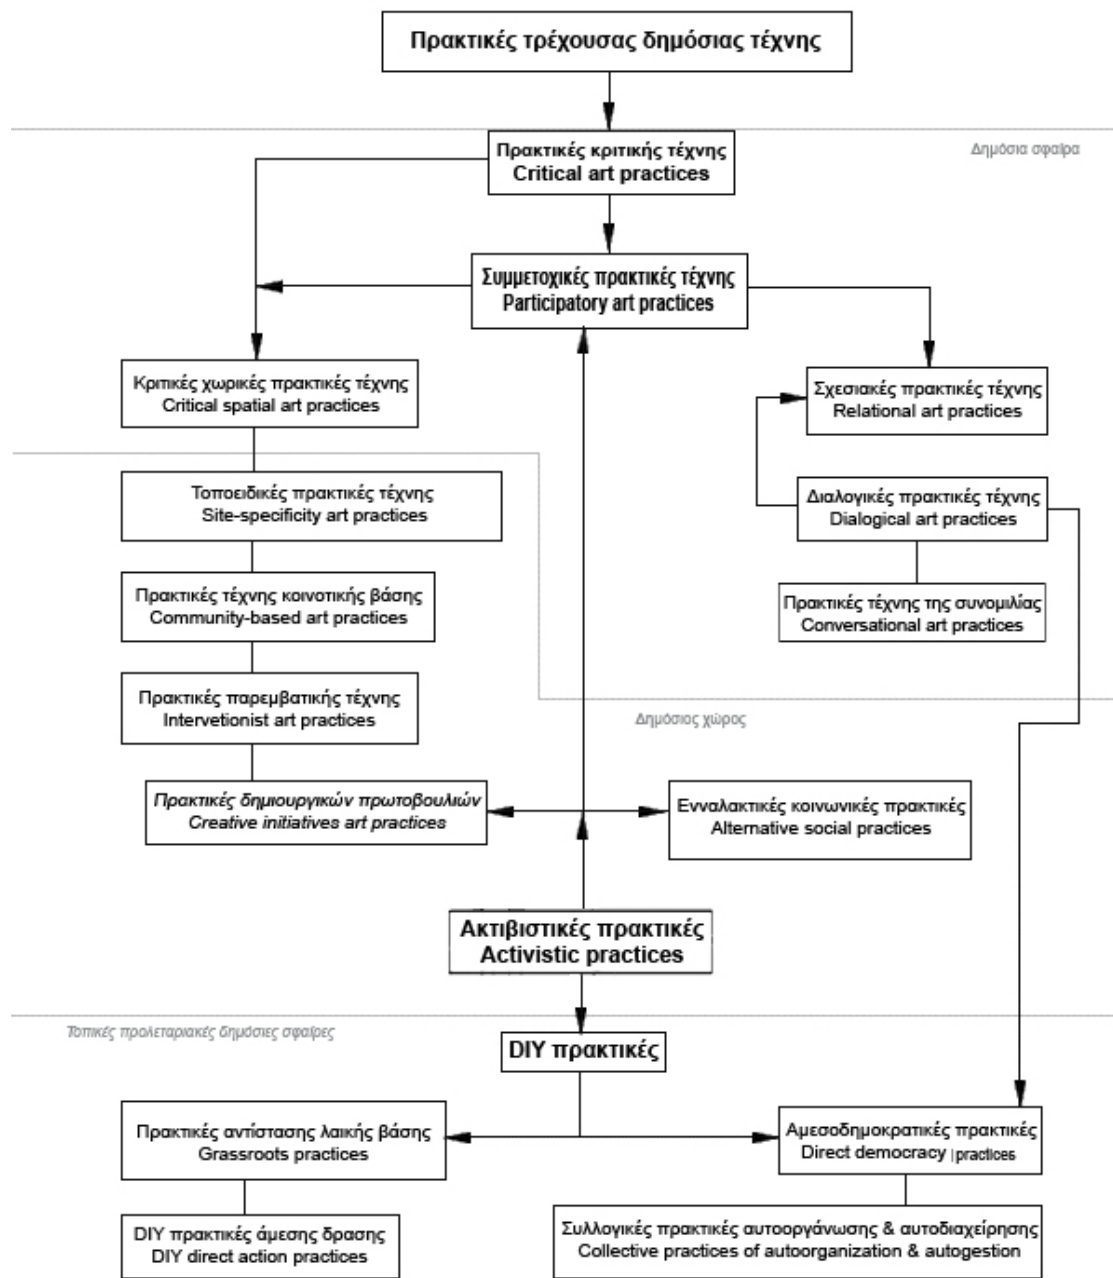 Πρακτικές τρέχουσας δημόσιας τέχνης
Πρακτικές κριτικής τέχνης
Critical art practices
Δημόσια σφαίρα
Συμμετοχικές πρακτικές τέχνης
Participatory art practices
Κριτικές χωρικές πρακτικές τέχνης
Critical spatial art practices
Σχεσιακές πρακτικές τέχνης
Relational art practices
Τοποειδικές πρακτικές τέχνης
Site-specificity art practices
Διαλογικές πρακτικές τέχνης
Dialogical art practices
Πρακτικές τέχνης κοινοτικής βάσης
Community-based art practices
Πρακτικές τέχνης της συνομιλίας
Conversational art practices
Πρακτικές παρεμβατικής τέχνης
Intervetionist art practices
Δημόσιος χώρος
Πρακτικές δημιουργικών πρωτοβουλιών
Creative initiatives art practices
Ενναλακτικές κοινωνικές πρακτικές
Alternative social practices
Ακτιβιστικές πρακτικές
Activistic practices
Τοπικές προλεταριακές δημόσιες σφαίρες
DIY πρακτικές
Πρακτικές αντίστασης λαικής βάσης
Grassroots practices
Αμεσοδημοκρατικές πρακτικές
Direct democracy |practices
DIY πρακτικές άμεσης δρασης
DIY direct action practices
Συλλογικές πρακτικές αυτοοργάνωσης & αυτοδιαχείρησης
Collective practices of autoorganization & autogestion